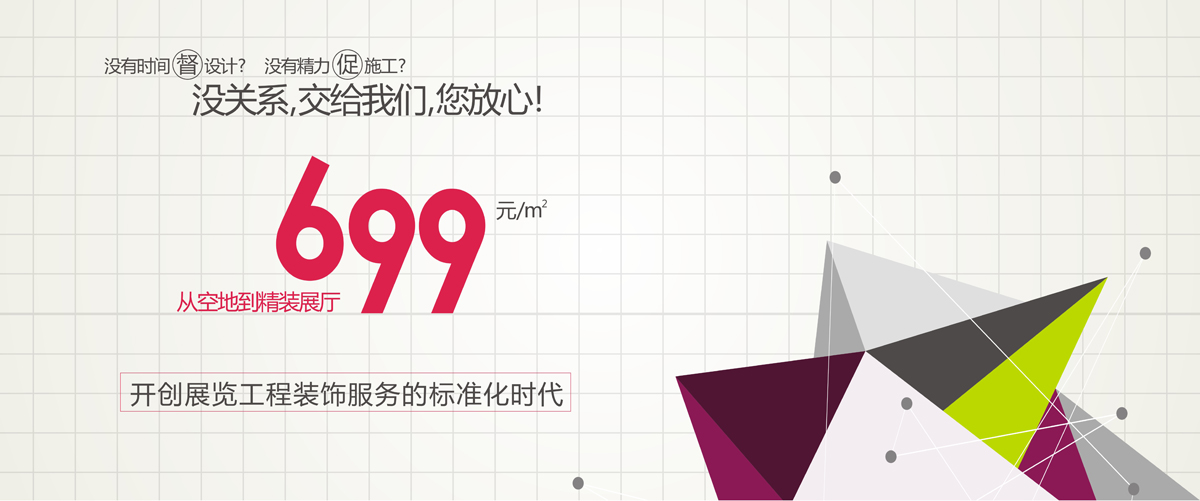 没有时间督设计? 没有精力促施工?
没关系,交给我们,您放心!
699元/m²
从空地到精装展厅
开创展览工程装饰服务的标准化时代